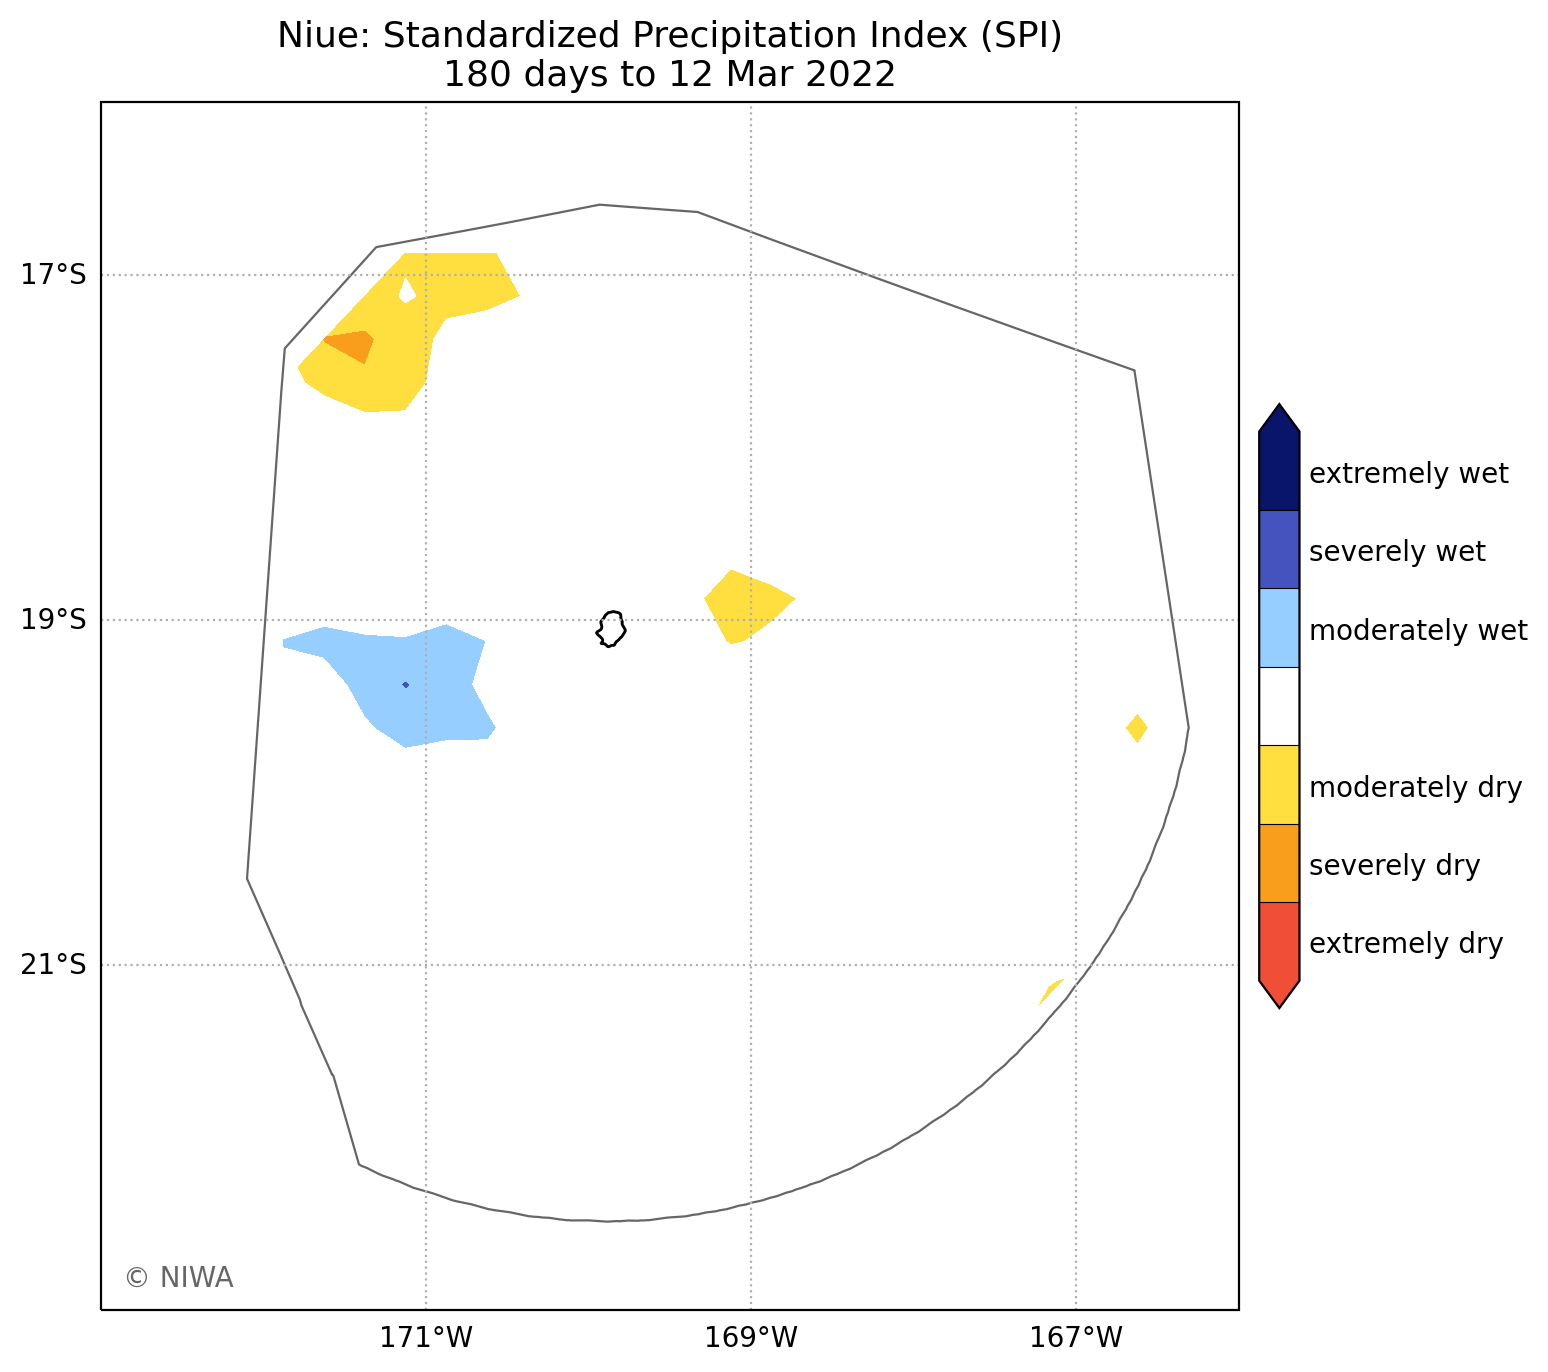 Niue: Standardized Precipitation Index (SPI)
180 days to 12 Mar 2022
17°S
19°S
21°S
171°W
169°W
167°W
extremely wet
severely wet
moderately wet
moderately dry
severely dry
extremely dry
© NIWA